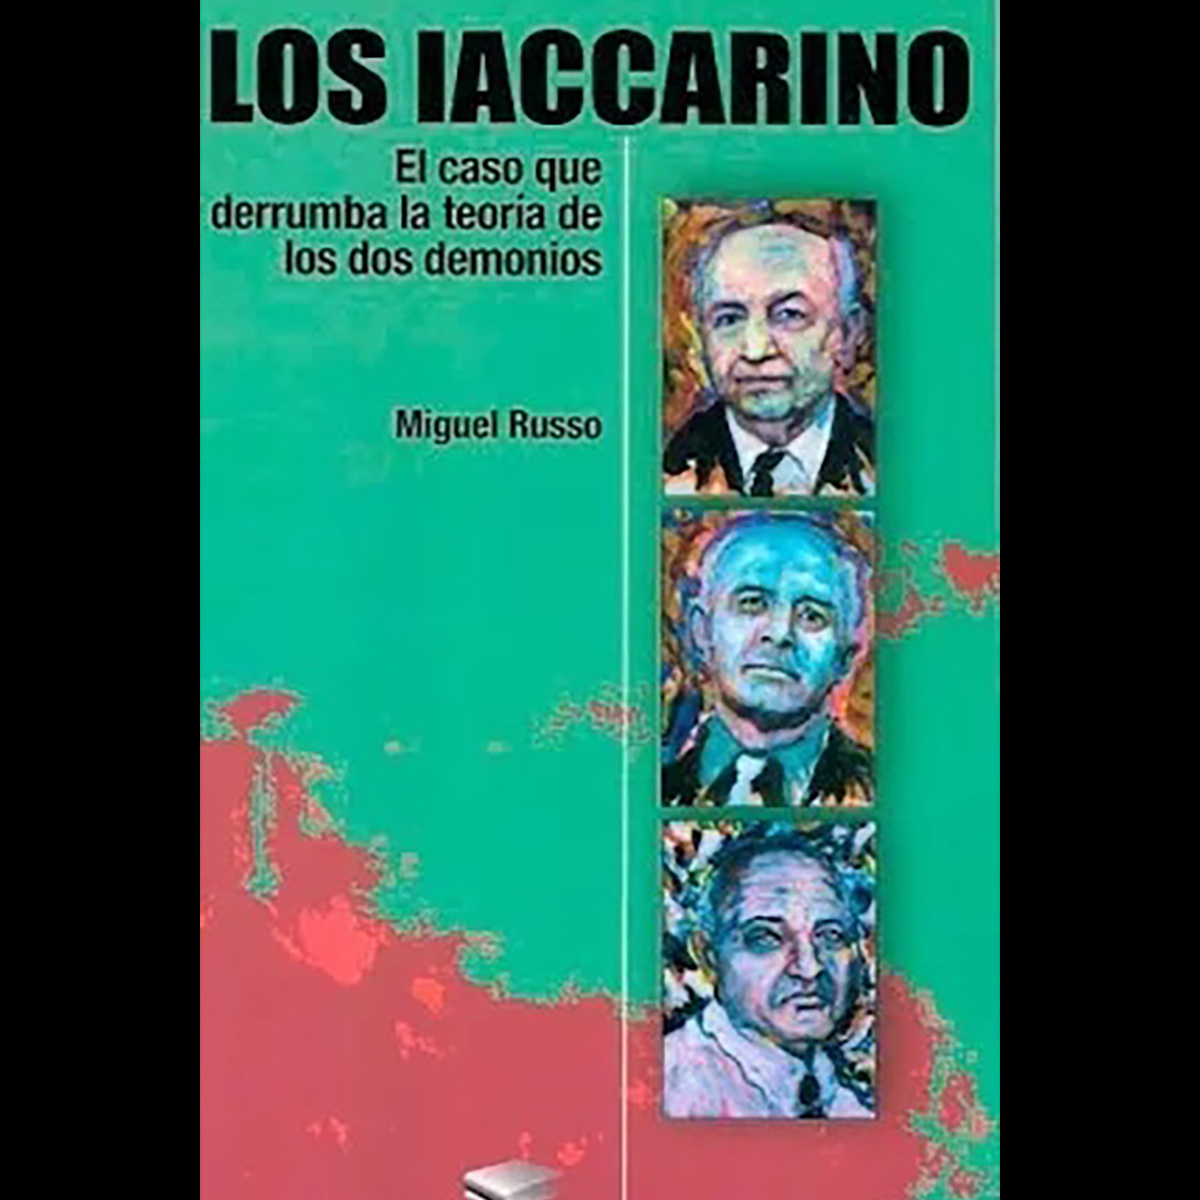 LOS IACCARINO
El caso que
derrumba la teoría de
los dos demonios
Miguel Russo